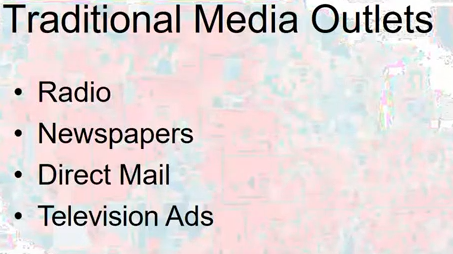 Traditional Media Outlets
• Radio
• Newspapers
• Direct Mail
• Television Ads